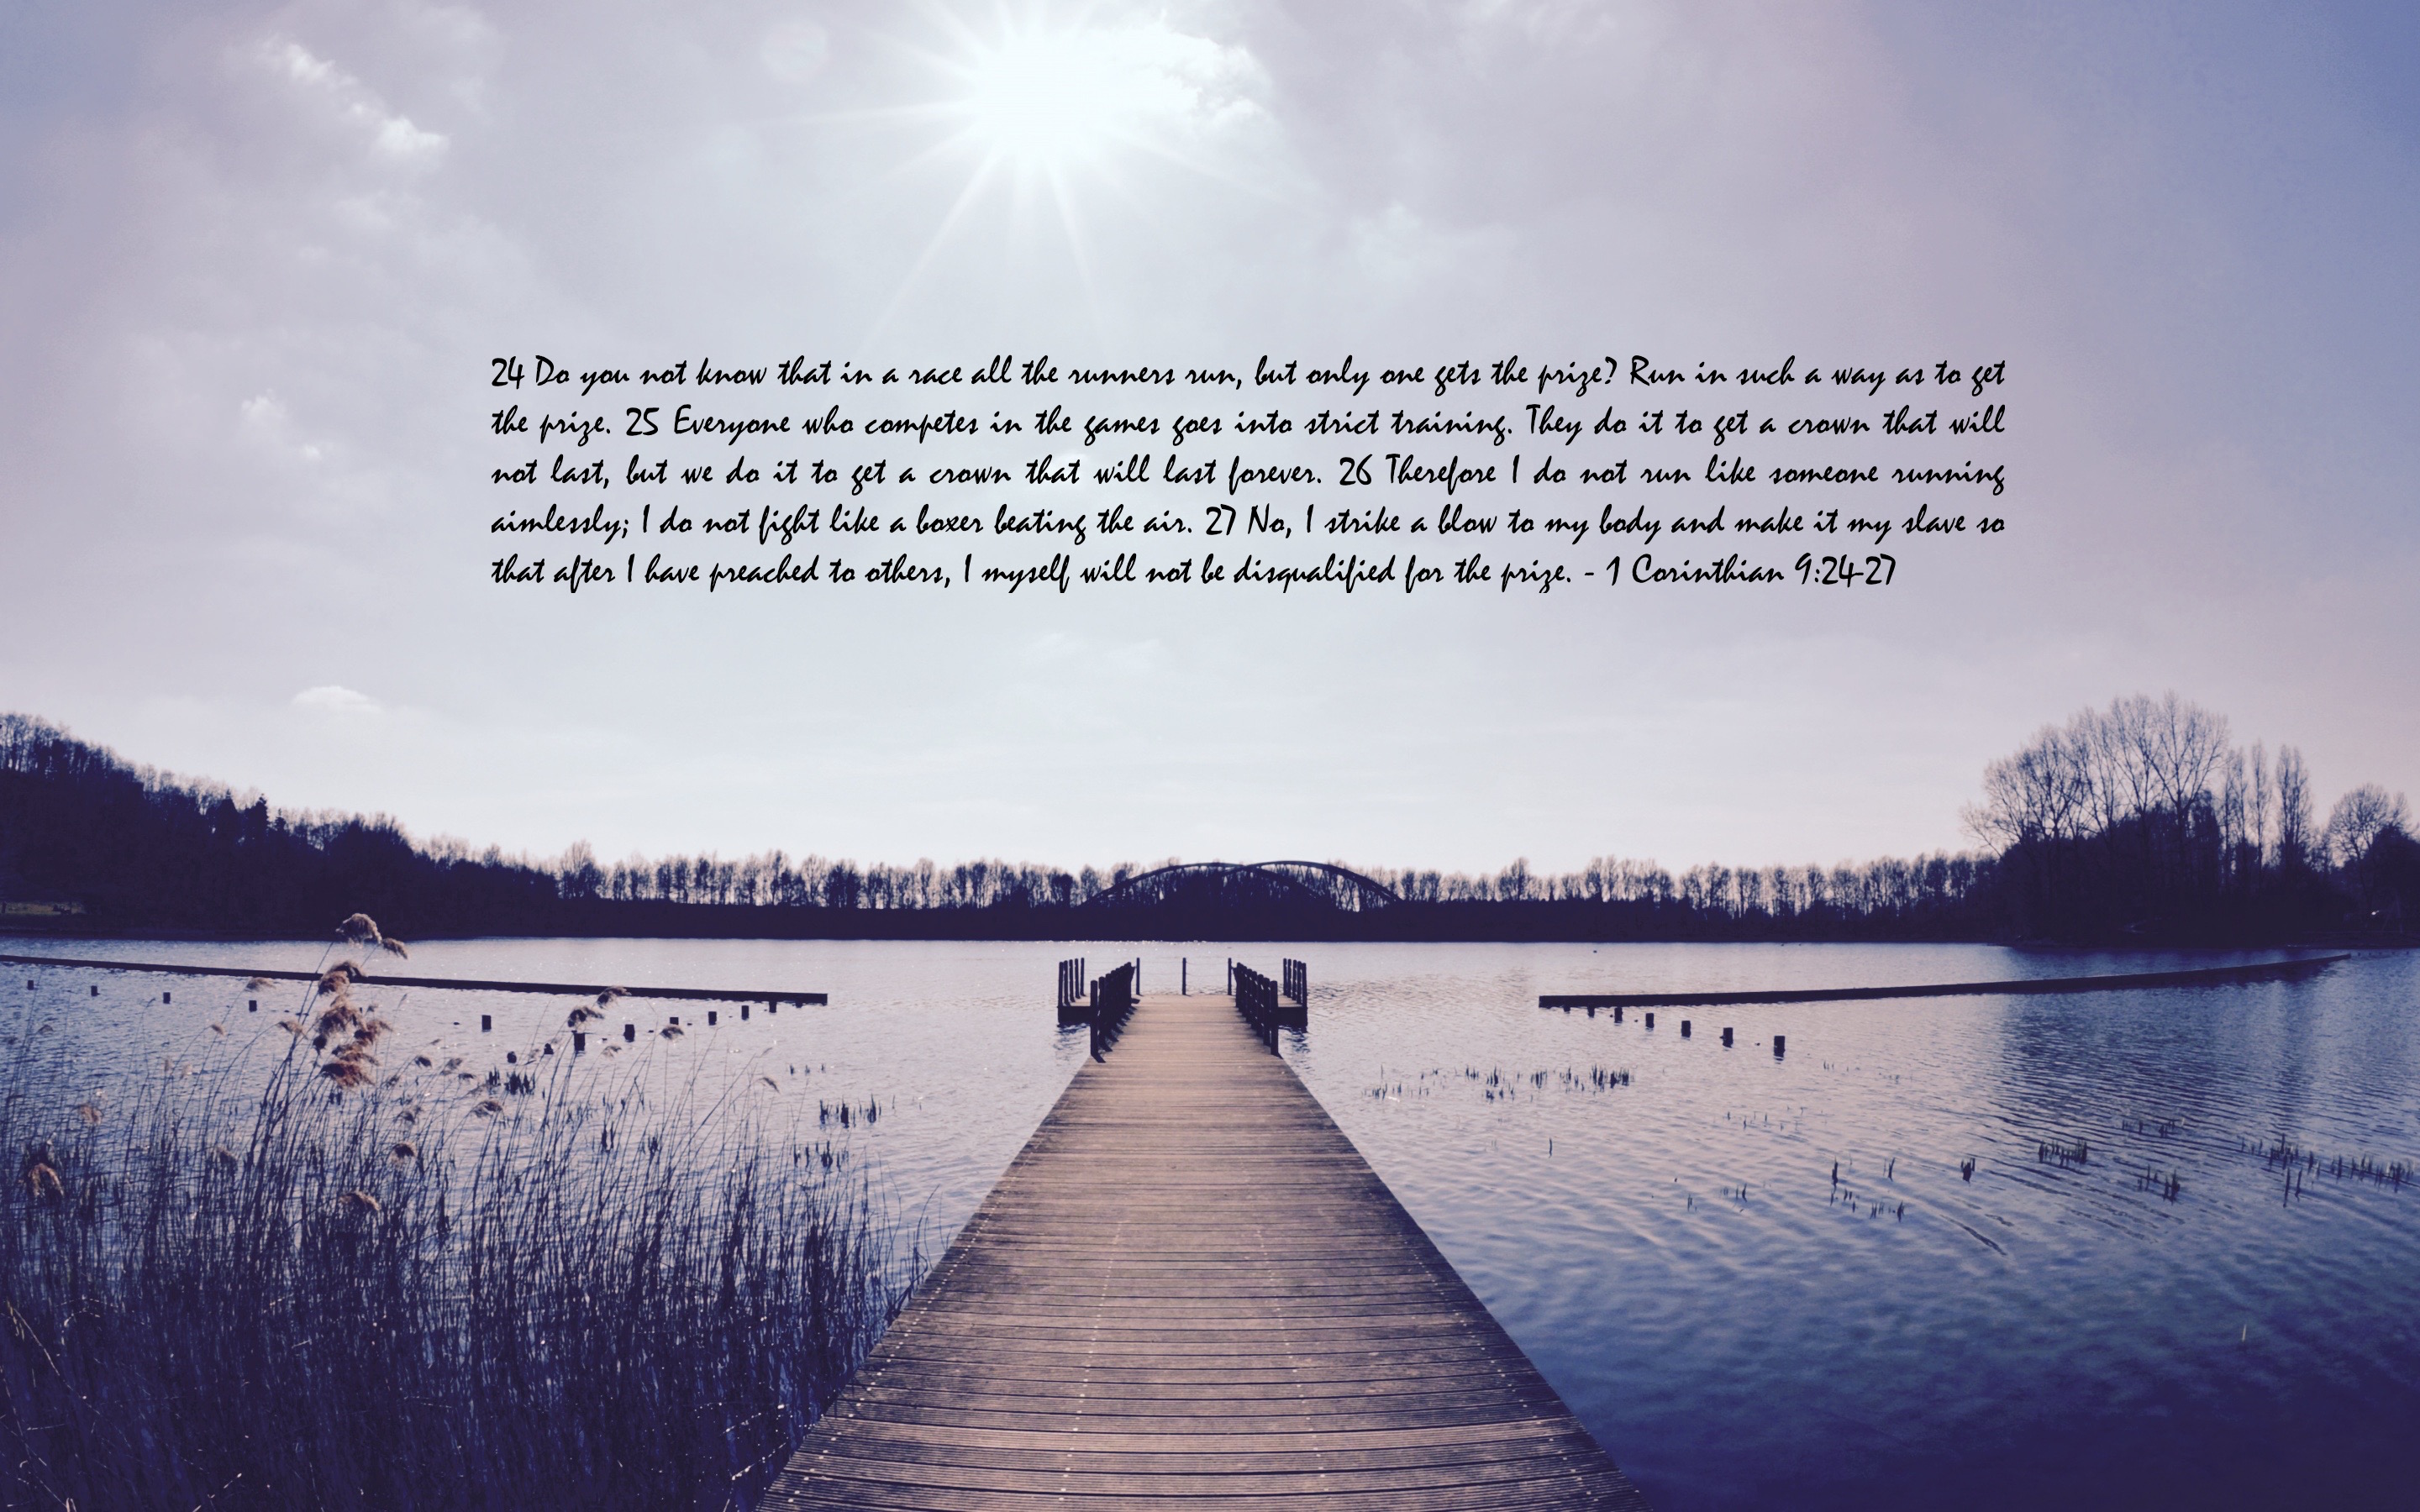 24 Do you not know that in a race all the runners run, but only one gets the prize? Run in such a way as to get
the prize. 25 Everyone who competes in the games goes into strict training. They do it to get a crown that will
not last, but we do it to get a crown that will last forever. 26 Therefore I do not run like someone running
aimlessly; I do not fight like a boxer beating the air. 27 No, I strike a blow to my body and make it my slave so
that after I have preached to others, I myself will not be disqualified for the prize. - 1 Corinthian 9:24-27